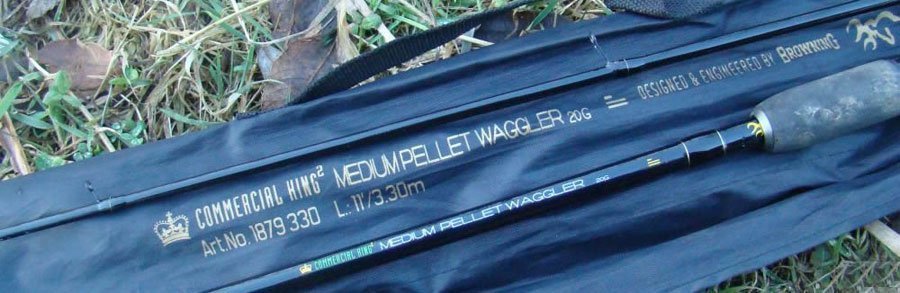 COMMERCIAL KING² MEDIUM PELLET WAGGLER 20G DESIGNED & ENGINEERED BY BROWNING
Art.No. 1879 330 L.: 11'/3.30m
COMMERCIAL KING² MEDIUM PELLET WAGGLER 20G